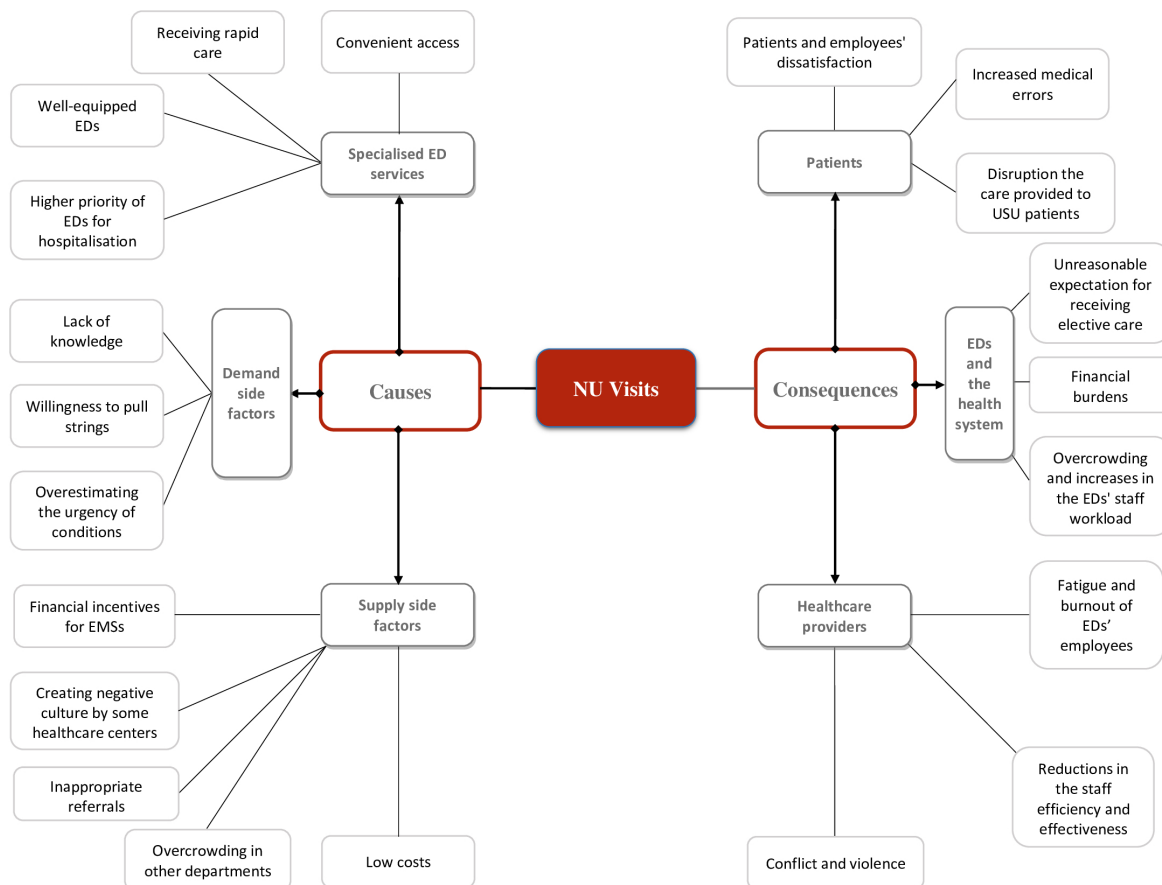 Receiving rapid
care
Convenient access
Well-equipped
EDs
Specialised ED
services
Higher priority of
EDs for
hospitalisation
Lack of
knowledge
Willingness to pull
strings
Overestimating
the urgency of
conditions
Demand
side
factors
Causes
NU Visits
Financial incentives
for EMSs
Supply side
factors
Creating negative
culture by some
healthcare centers
Inappropriate
referrals
Overcrowding in
other departments
Low costs
Patients and employees'
dissatisfaction
Increased medical
errors
Patients
Disruption the
care provided to
USU patients
Consequences
EDs
and
the
health
system
Unreasonable
expectation for
receiving
elective care
Financial
burdens
Overcrowding
and increases in
the EDs' staff
workload
Healthcare
providers
Fatigue and
burnout of
EDs’
employees
Reductions in
the staff
efficiency and
effectiveness
Conflict and violence